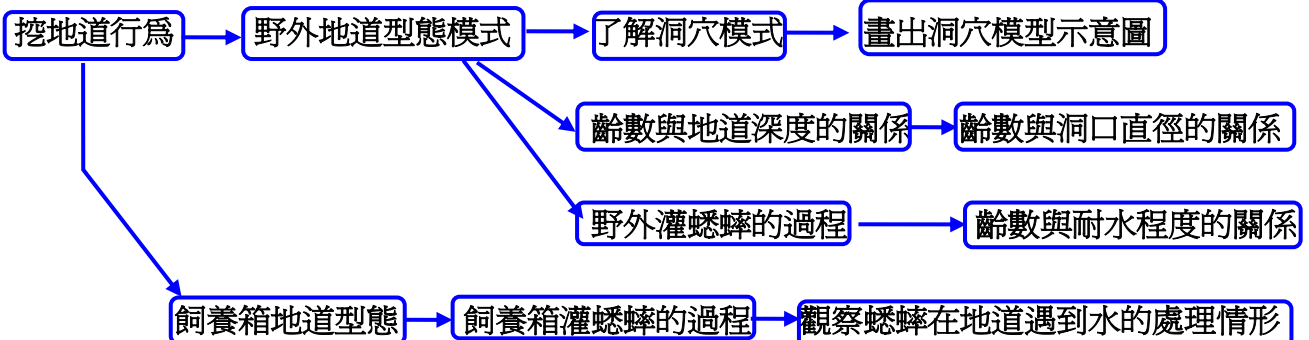 挖地道行為 野外地道型態模式 了解洞穴模式 畫出洞穴模型示意圖
齡數與地道深度的關係 齡數與洞口直徑的關係
野外灌蟋蟀的過程 齡數與耐水程度的關係
飼養箱地道型態 飼養箱灌蟋蟀的過程 觀察蟋蟀在地道遇到水的處理情形